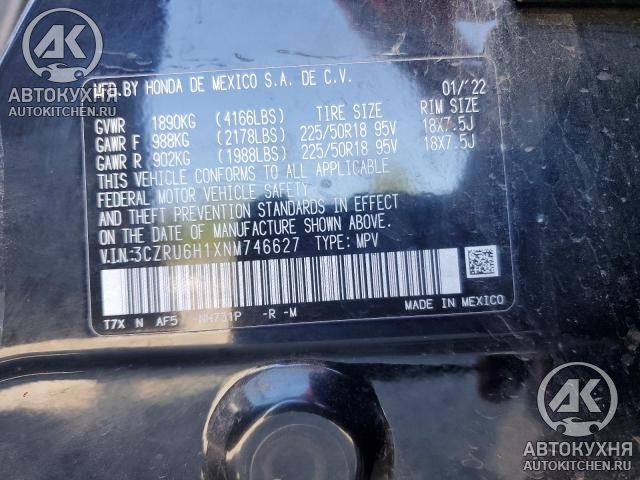 AK
АВТОКУХНЯ
AUTOKITCHEN.RU
MFD.BY HONDA DE MEXICO S.A. DE C.V. 01/'22
GVWR 1890KG (4166LBS) TIRE SIZE RIM SIZE
GAWR F 988KG (2178LBS) 225/50R18 95V 18X7.5J
GAWR R 902KG (1988LBS) 225/50R18 95V 18X7.5J
THIS VEHICLE CONFORMS TO ALL APPLICABLE
FEDERAL MOTOR VEHICLE SAFETY
AND THEFT PREVENTION STANDARDS IN EFFECT
ON THE DATE OF MANUFACTURE SHOWN ABOVE.
V.I.N:3CZRU6H1XNM746627 TYPE: MPV
T7X N AF5 -NH731P -R -M MADE IN MEXICO
AK
АВТОКУХНЯ
AUTOKITCHEN.RU